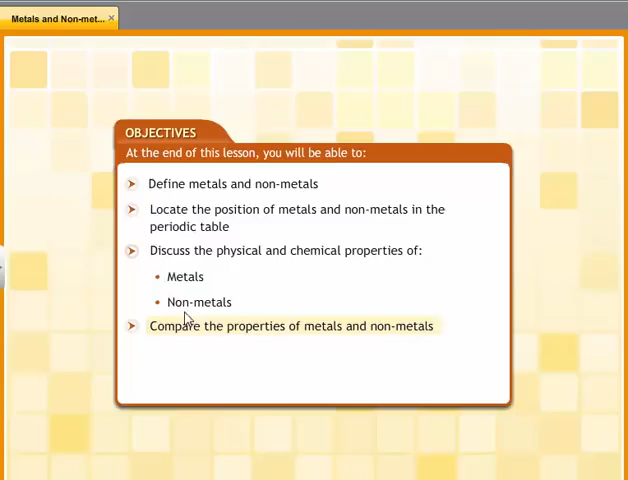 Metals and Non-met...
OBJECTIVES
At the end of this lesson, you will be able to:
Define metals and non-metals
Locate the position of metals and non-metals in the
periodic table
Discuss the physical and chemical properties of:
Metals
Non-metals
Compare the properties of metals and non-metals